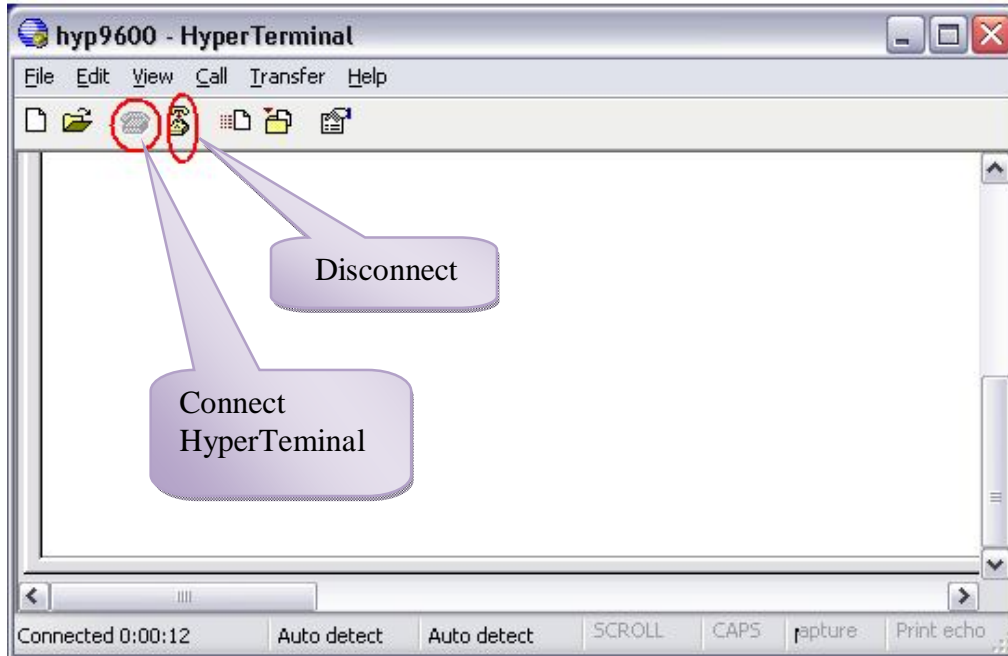 hyp9600 - HyperTerminal
File Edit View Call Transfer Help
Disconnect
Connect
HyperTeminal
Connected 0:00:12 Auto detect Auto detect SCROLL CAPS apture Print echo